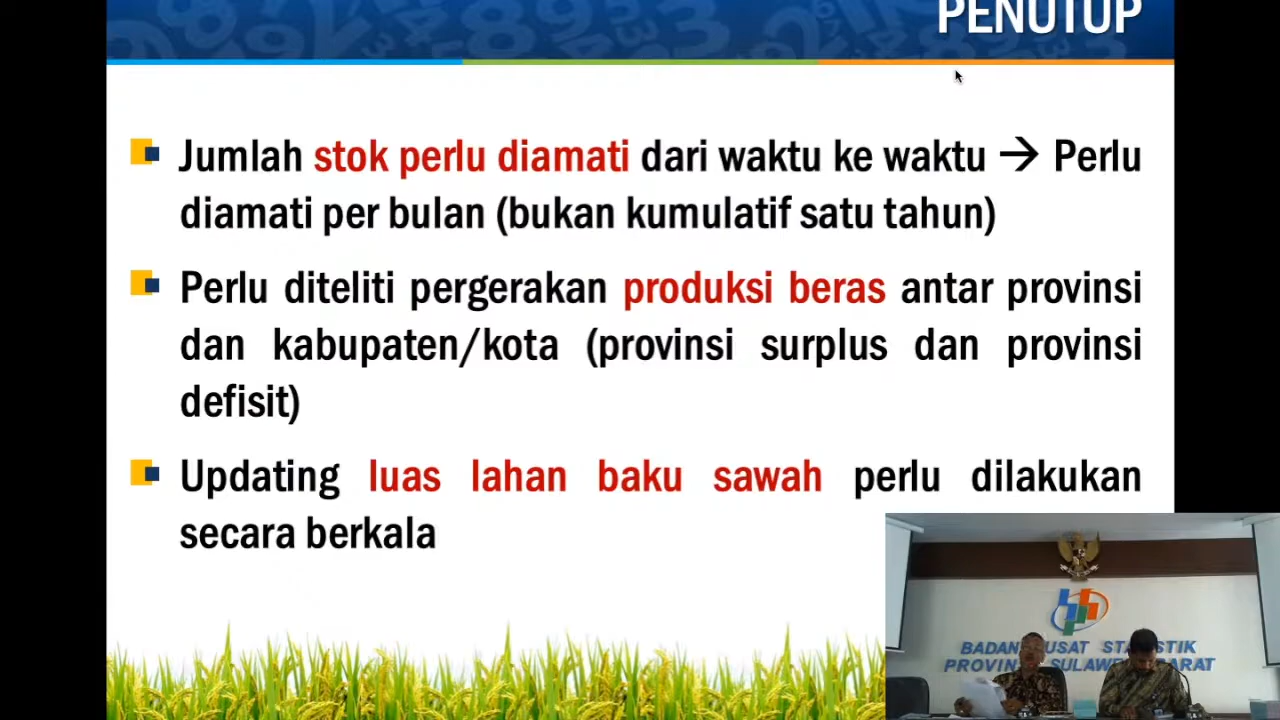 PENUTUP
Jumlah stok perlu diamati dari waktu ke waktu → Perlu
diamati per bulan (bukan kumulatif satu tahun)
Perlu diteliti pergerakan produksi beras antar provinsi
dan kabupaten/kota (provinsi surplus dan provinsi
defisit)
Updating luas lahan baku sawah perlu dilakukan
secara berkala
BADAN STATISTIK